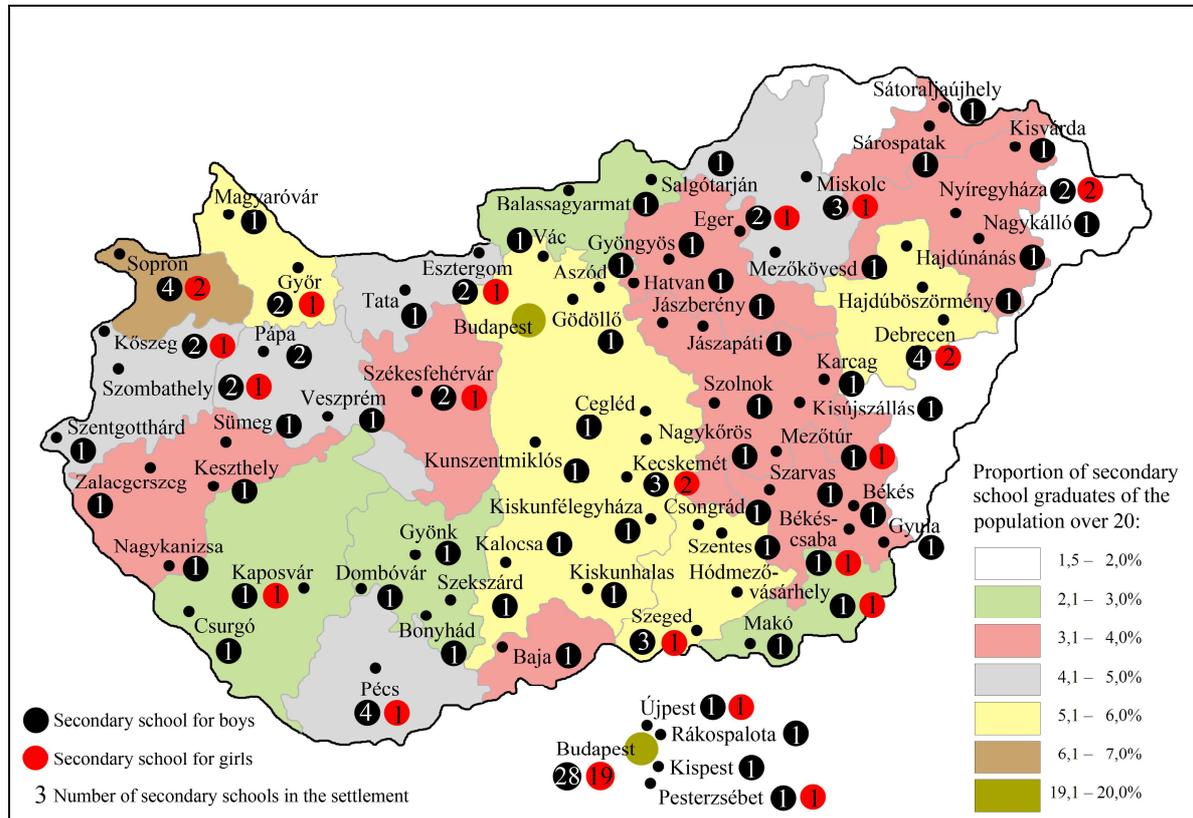 Sátoraljaújhely
1
Kisvárda
1
Sárospatak
1
Magyaróvár
1
Balassagyarmat
1
Salgótarján
1
Miskolc
3 1
Nyíregyháza 2 2
Nagykálló 1
Eger 2 1
Vác
1
Gyöngyös 1
Sopron
4 2
Győr
2 1
Esztergom
2 1
Aszód 1
Hatvan 1
Mezőkövesd 1
Hajdúnánás 1
Tata
1
Budapest
Gödöllő
1
Jászberény 1
Hajdúböszörmény 1
Kőszeg 2 1
Pápa
2
Jászapáti 1
Debrecen
4 2
Szombathely 2 1
Székesfehérvár
2 1
Karcag
1
Veszprém
1
Szolnok
1
Kisújszállás 1
Szentgotthárd
1
Sümeg 1
Cegléd
1
Nagykőrös
1
Mezőtúr
1 1
Zalaegerszeg
1
Keszthely
1
Kunszentmiklós 1
Kecskemét
3 2
Szarvas
1
Békés
1
Kiskunfélegyháza
1
Csongrád 1
Békés-
csaba
1 1
Gyula
1
Nagykanizsa
1
Gyönk
1
Kalocsa 1
Szentes 1
Kaposvár
1 1
Dombóvár
1
Szekszárd
1
Kiskunhalas
1
Hódmező-
vásárhely
1 1
Csurgó
1
Bonyhád
1
Szeged
3 1
Makó
1
Baja 1
Pécs
4 1
Újpest 1 1
Rákospalota 1
Budapest
28 19
Kispest 1
Pesterzsébet 1 1
Secondary school for boys
Secondary school for girls
3 Number of secondary schools in the settlement
Proportion of secondary
school graduates of the
population over 20:
1,5 – 2,0%
2,1 – 3,0%
3,1 – 4,0%
4,1 – 5,0%
5,1 – 6,0%
6,1 – 7,0%
19,1 – 20,0%